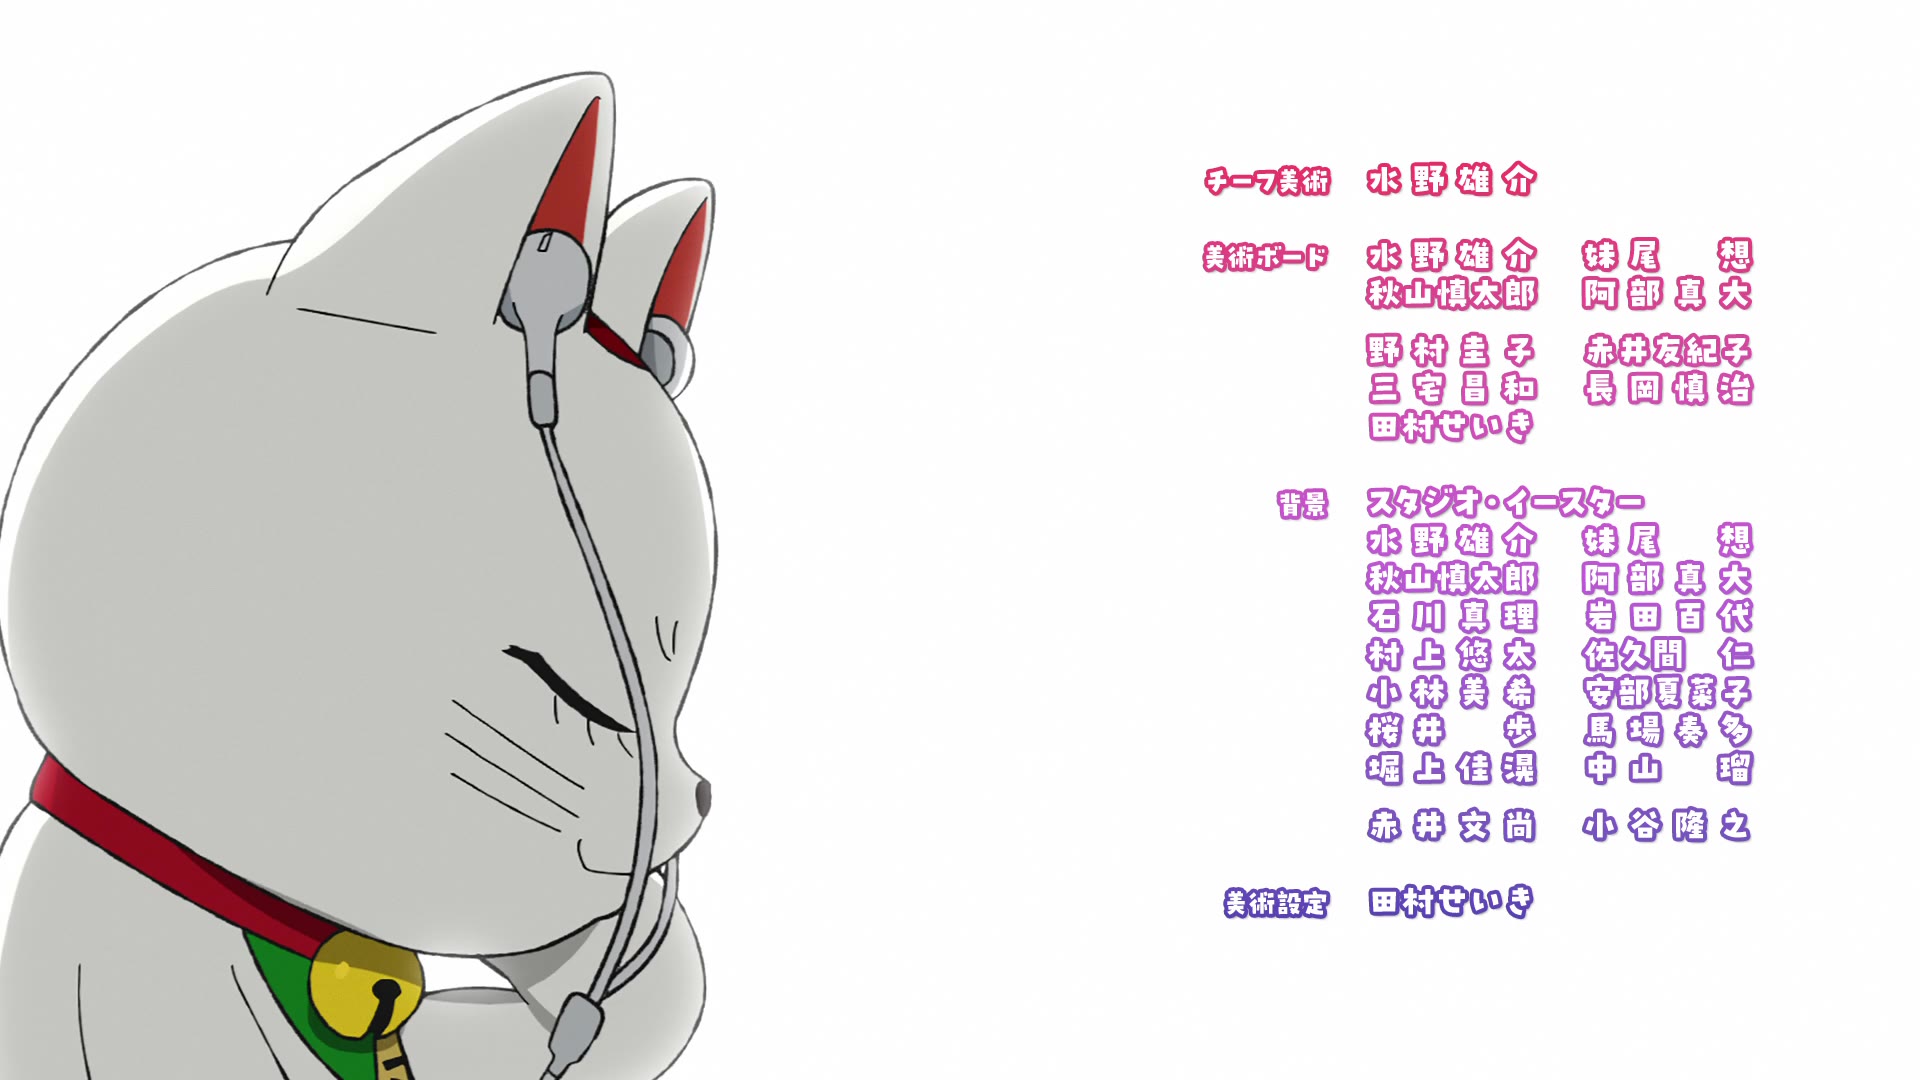 チーフ美術 水野雄介
美術ボード 水野雄介 妹尾想
秋山慎太郎 阿部真大
野村圭子 赤井友紀子
三宅昌和 長岡慎治
田村せいき
背景 スタジオ・イースター
水野雄介 妹尾想
秋山慎太郎 阿部真大
石川真理 岩田百代
村上悠太 佐久間仁
小林美希 安部夏菜子
桜井歩 馬場奏多
堀上佳滉 中山瑠
赤井文尚 小谷隆之
美術設定 田村せいき